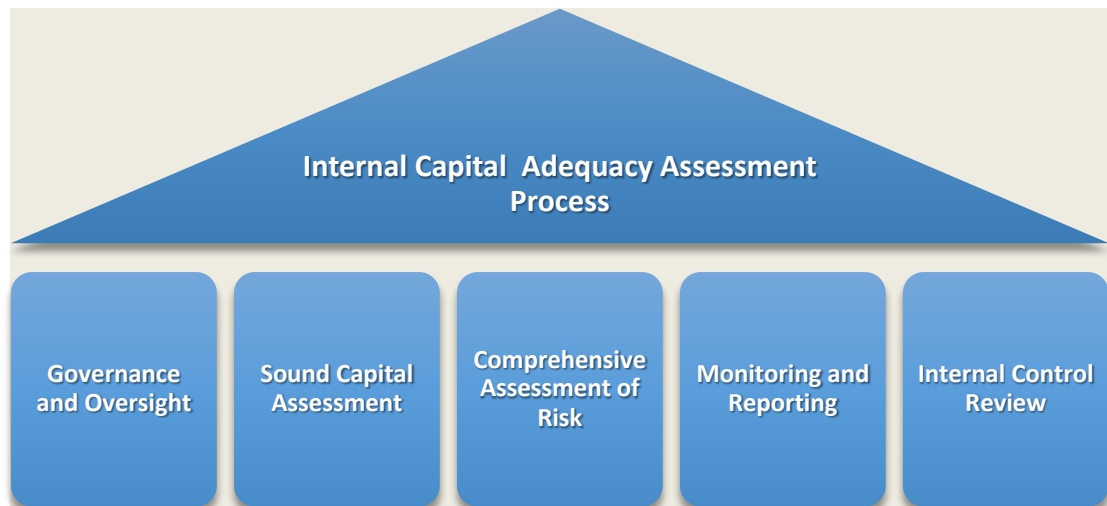 Internal Capital  Adequacy Assessment
Process
Governance
and Oversight
Sound Capital
Assessment
Comprehensive
Assessment of
Risk
Monitoring and
Reporting
Internal Control
Review